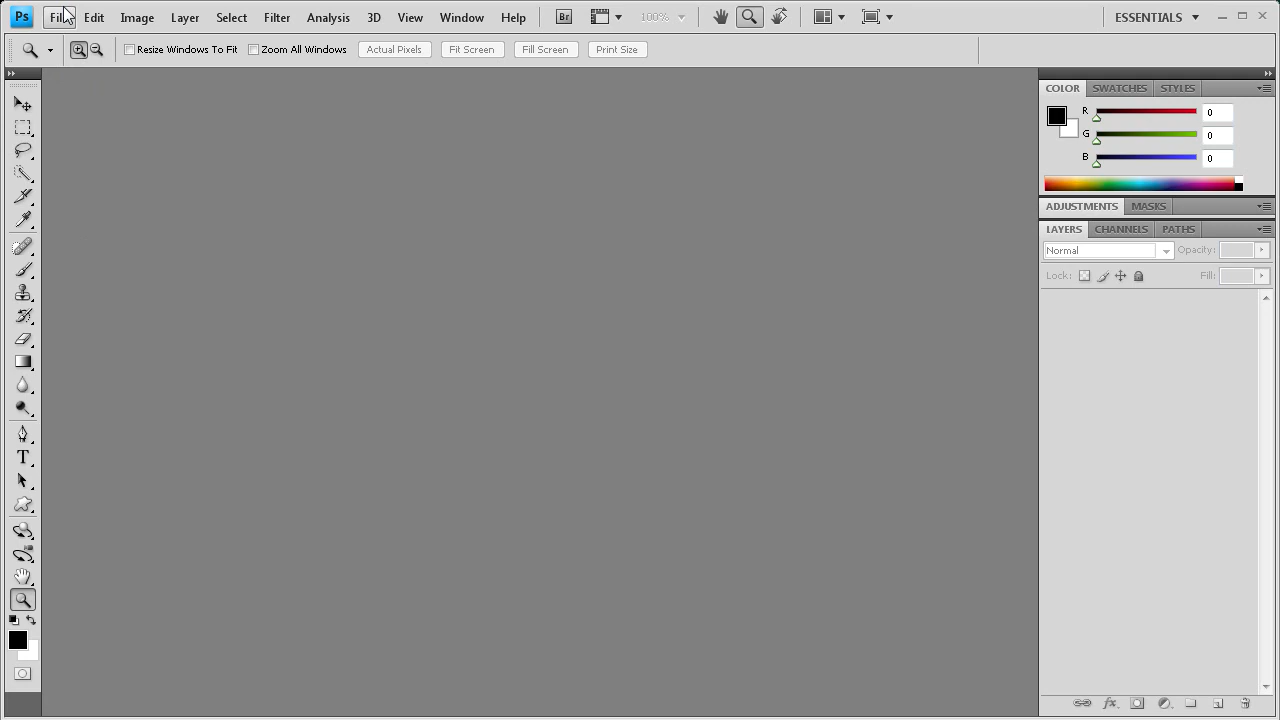 Ps File Edit Image Layer Select Filter Analysis 3D View Window Help Br 100% ESSENTIALS
Resize Windows To Fit Zoom All Windows Actual Pixels Fit Screen Fill Screen Print Size
COLOR SWATCHES STYLES
R 0
G 0
B 0
ADJUSTMENTS MASKS
LAYERS CHANNELS PATHS
Normal Opacity:
Lock: Fill:
T
fx